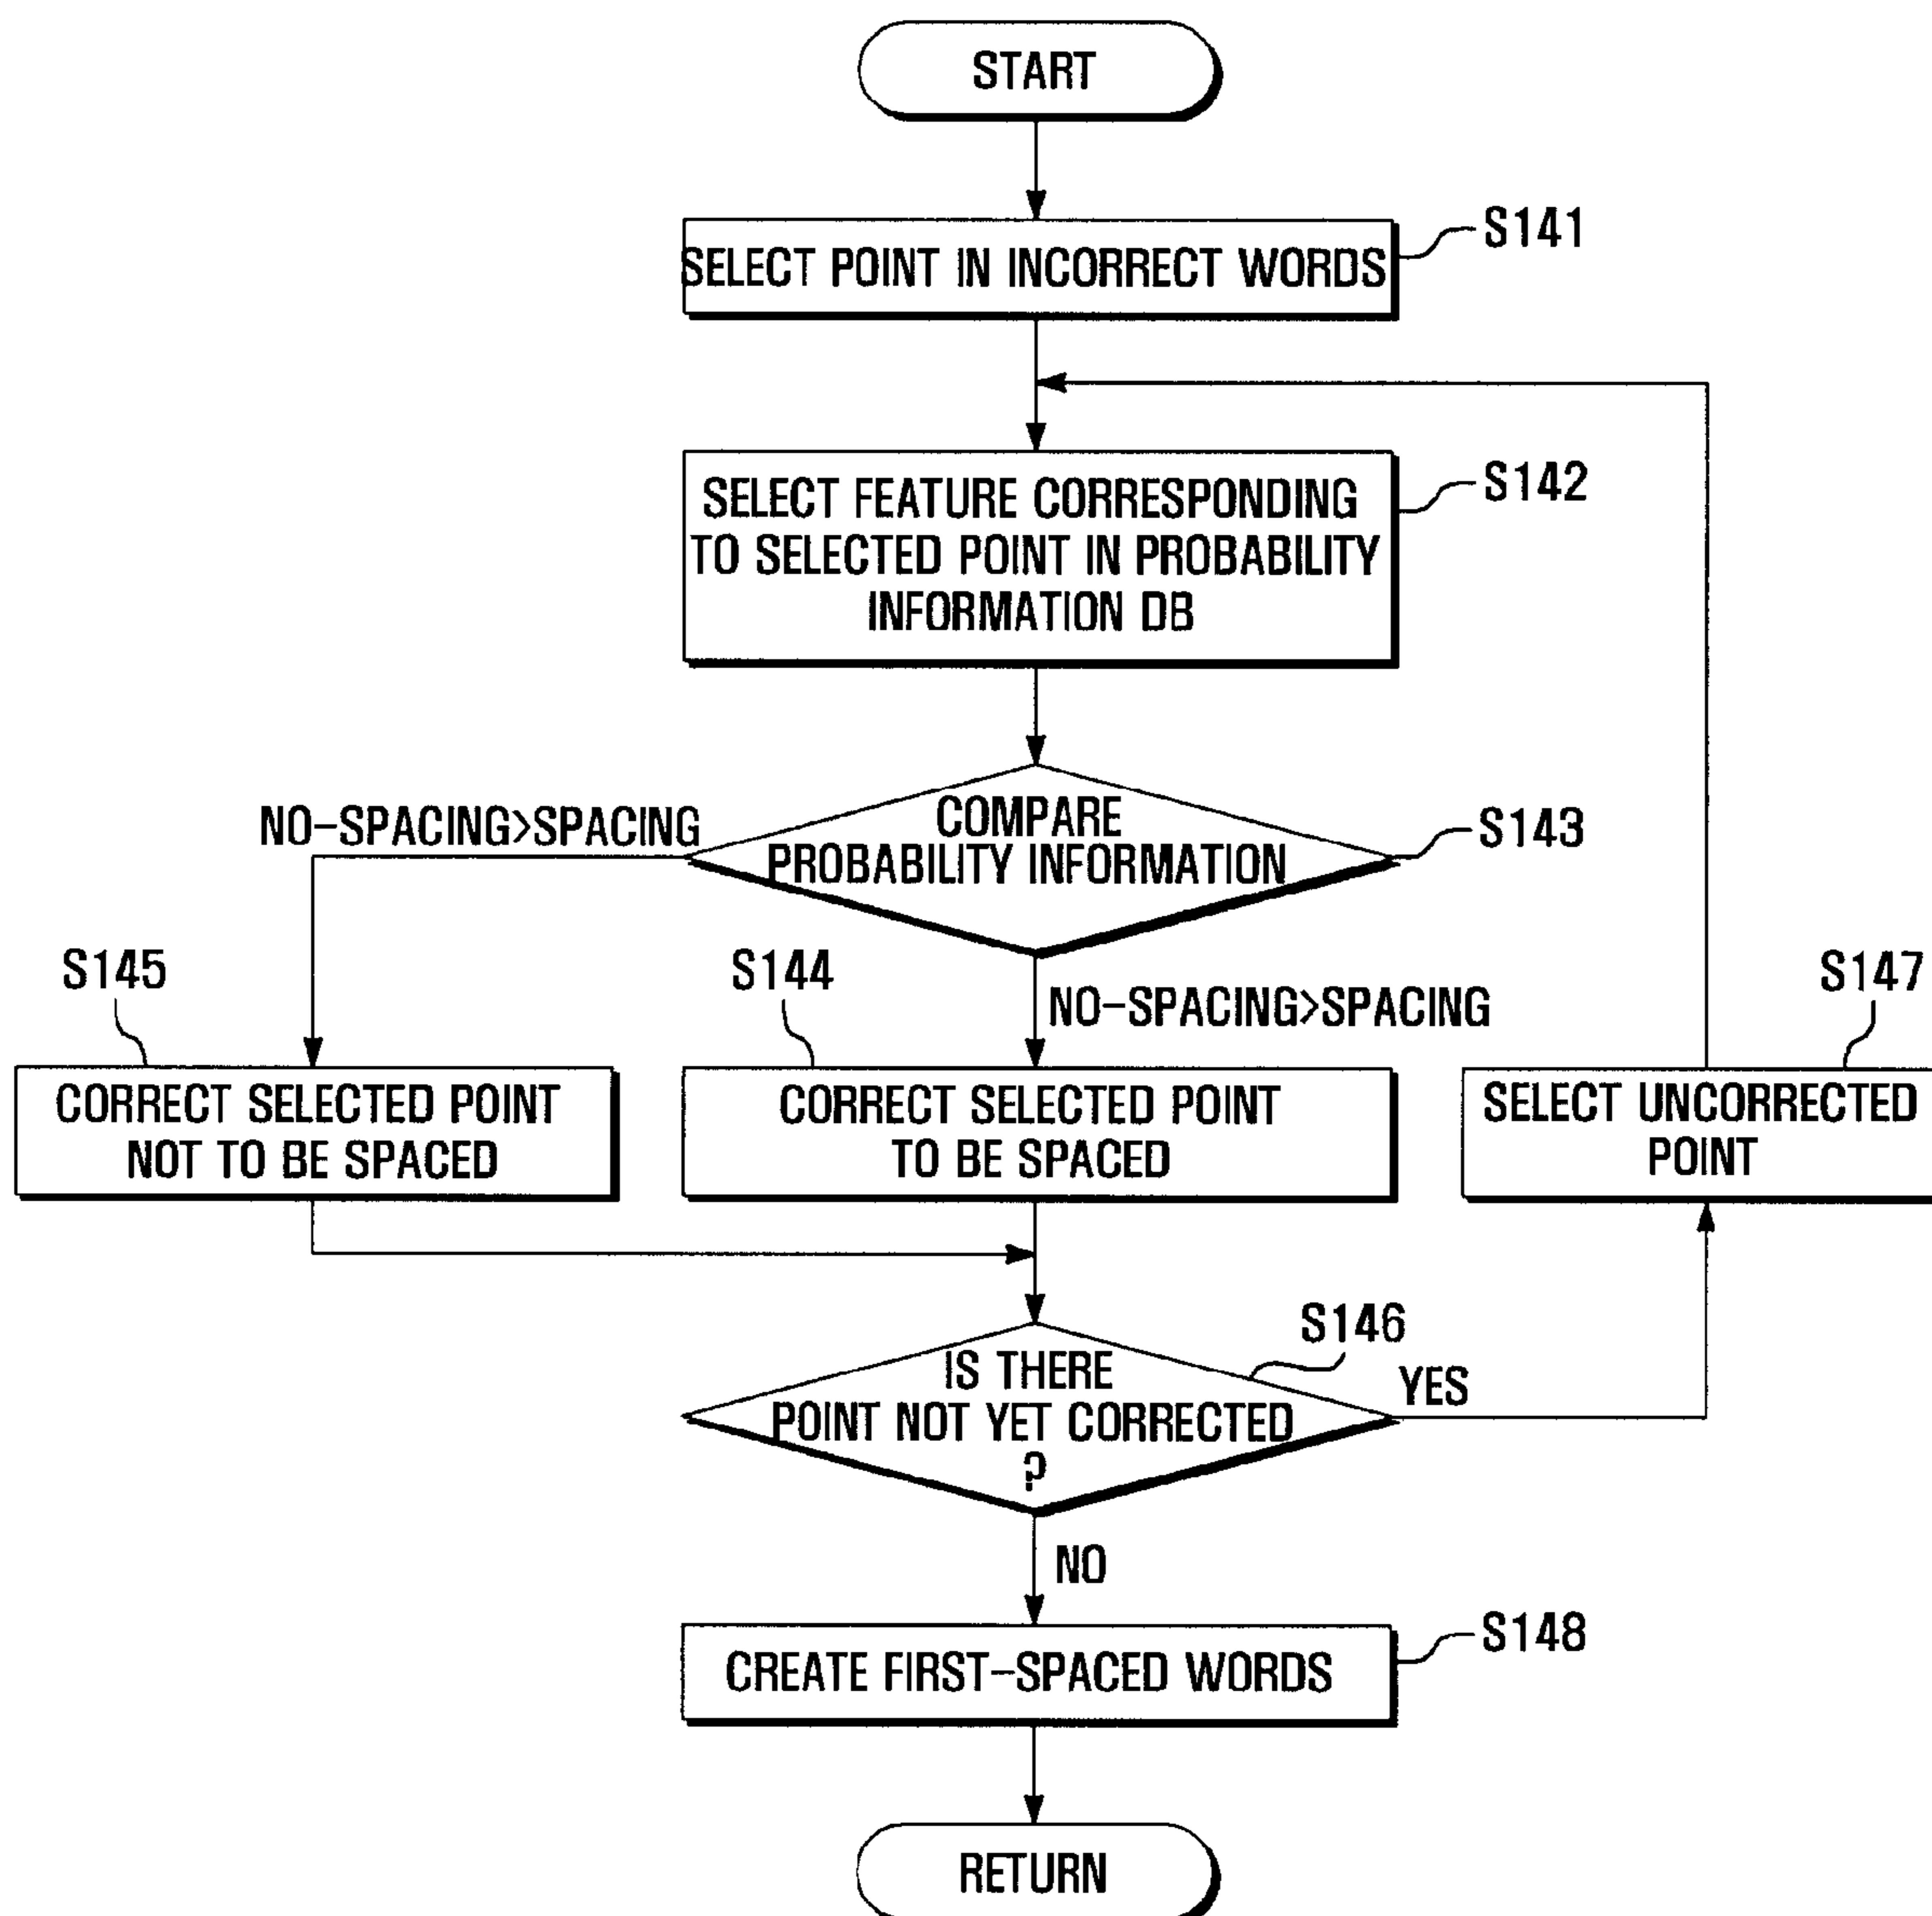 START
SELECT POINT IN INCORRECT WORDS
S141
SELECT FEATURE CORRESPONDING
TO SELECTED POINT IN PROBABILITY
INFORMATION DB
S142
COMPARE
PROBABILITY INFORMATION
S143
NO-SPACING>SPACING
NO-SPACING>SPACING
S145
CORRECT SELECTED POINT
NOT TO BE SPACED
S144
CORRECT SELECTED POINT
TO BE SPACED
S147
SELECT UNCORRECTED
POINT
S146
IS THERE
POINT NOT YET CORRECTED
?
YES
NO
CREATE FIRST-SPACED WORDS
S148
RETURN